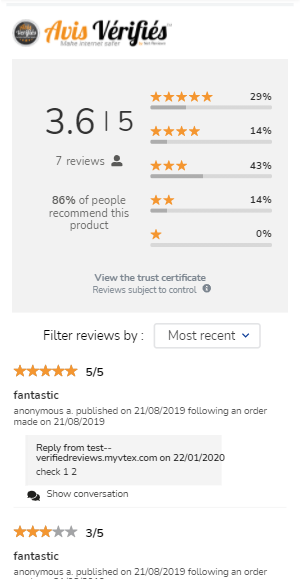 Avis Vérifiés
Make internet safer by Net Reviews
3.6 | 5
7 reviews
86% of people
recommend this
product
29%
14%
43%
14%
0%
View the trust certificate
Reviews subject to control
Filter reviews by :
Most recent
5/5
fantastic
anonymous a. published on 21/08/2019 following an order
made on 21/08/2019
Reply from test--
verifiedreviews.myvtex.com on 22/01/2020
check 1 2
Show conversation
3/5
fantastic
anonymous a. published on 21/08/2019 following an order